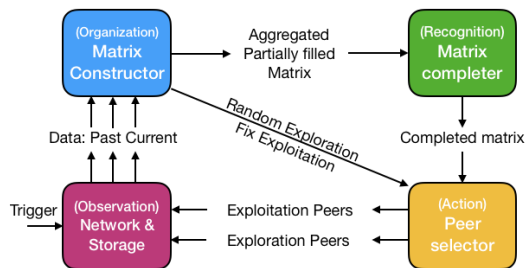 (Organization)
Matrix
Constructor
Aggregated
Partially filled
Matrix
(Recognition)
Matrix
completer
Random Exploration
Fix Exploitation
Data: Past Current
Completed matrix
Trigger
(Observation)
Network &
Storage
Exploitation Peers
Exploration Peers
(Action)
Peer
selector